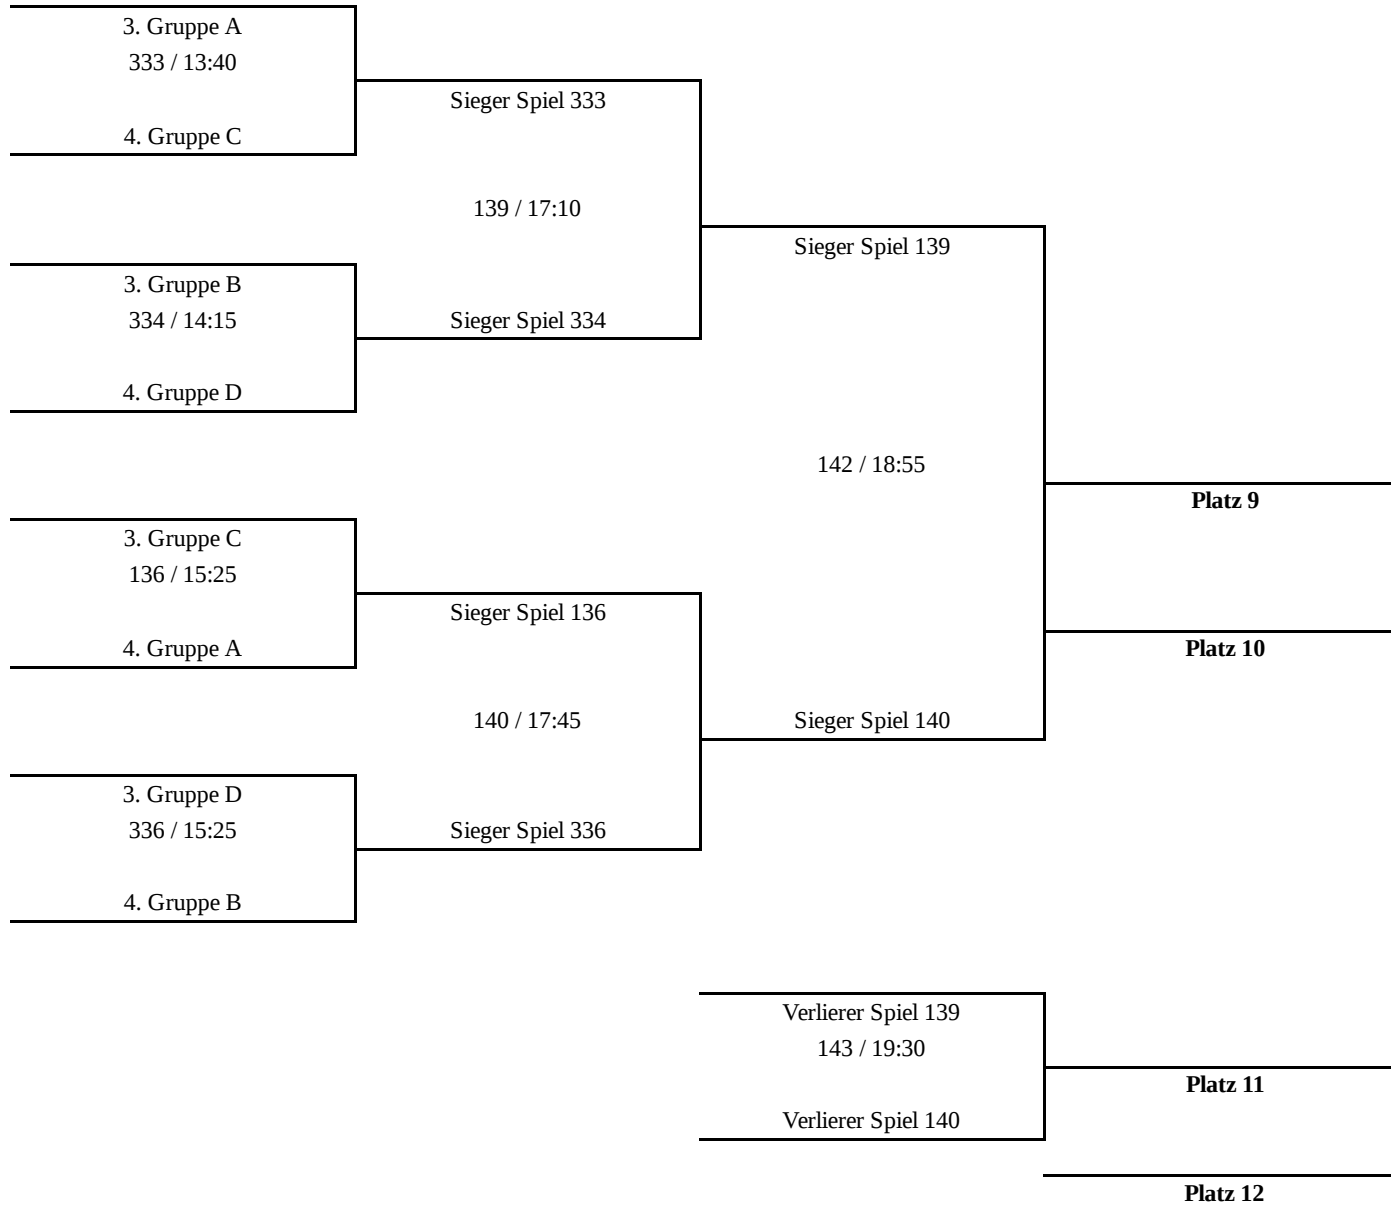 3. Gruppe A
333 / 13:40
Sieger Spiel 333
4. Gruppe C
139 / 17:10
Sieger Spiel 139
3. Gruppe B
334 / 14:15
Sieger Spiel 334
4. Gruppe D
142 / 18:55
Platz 9
3. Gruppe C
136 / 15:25
Sieger Spiel 136
4. Gruppe A
Platz 10
140 / 17:45
Sieger Spiel 140
3. Gruppe D
336 / 15:25
Sieger Spiel 336
4. Gruppe B
Verlierer Spiel 139
143 / 19:30
Platz 11
Verlierer Spiel 140
Platz 12